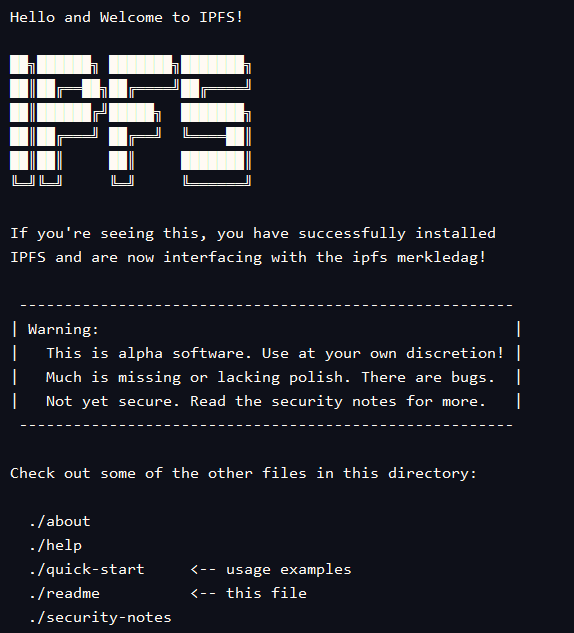 Hello and Welcome to IPFS!

██╗██████╗ ███████╗███████╗
██║██╔══██╗██╔════╝██╔════╝
██║██████╔╝█████╗  ███████╗
██║██╔═══╝ ██╔══╝  ╚════██║
██║██║     ██║     ███████║
╚═╝╚═╝     ╚═╝     ╚══════╝

If you're seeing this, you have successfully installed
IPFS and are now interfacing with the ipfs merkledag!

 -------------------------------------------------------
| Warning:                                              |
|   This is alpha software. Use at your own discretion! |
|   Much is missing or lacking polish. There are bugs.  |
|   Not yet secure. Read the security notes for more.   |
 -------------------------------------------------------

Check out some of the other files in this directory:

  ./about
  ./help
  ./quick-start     <-- usage examples
  ./readme          <-- this file
  ./security-notes